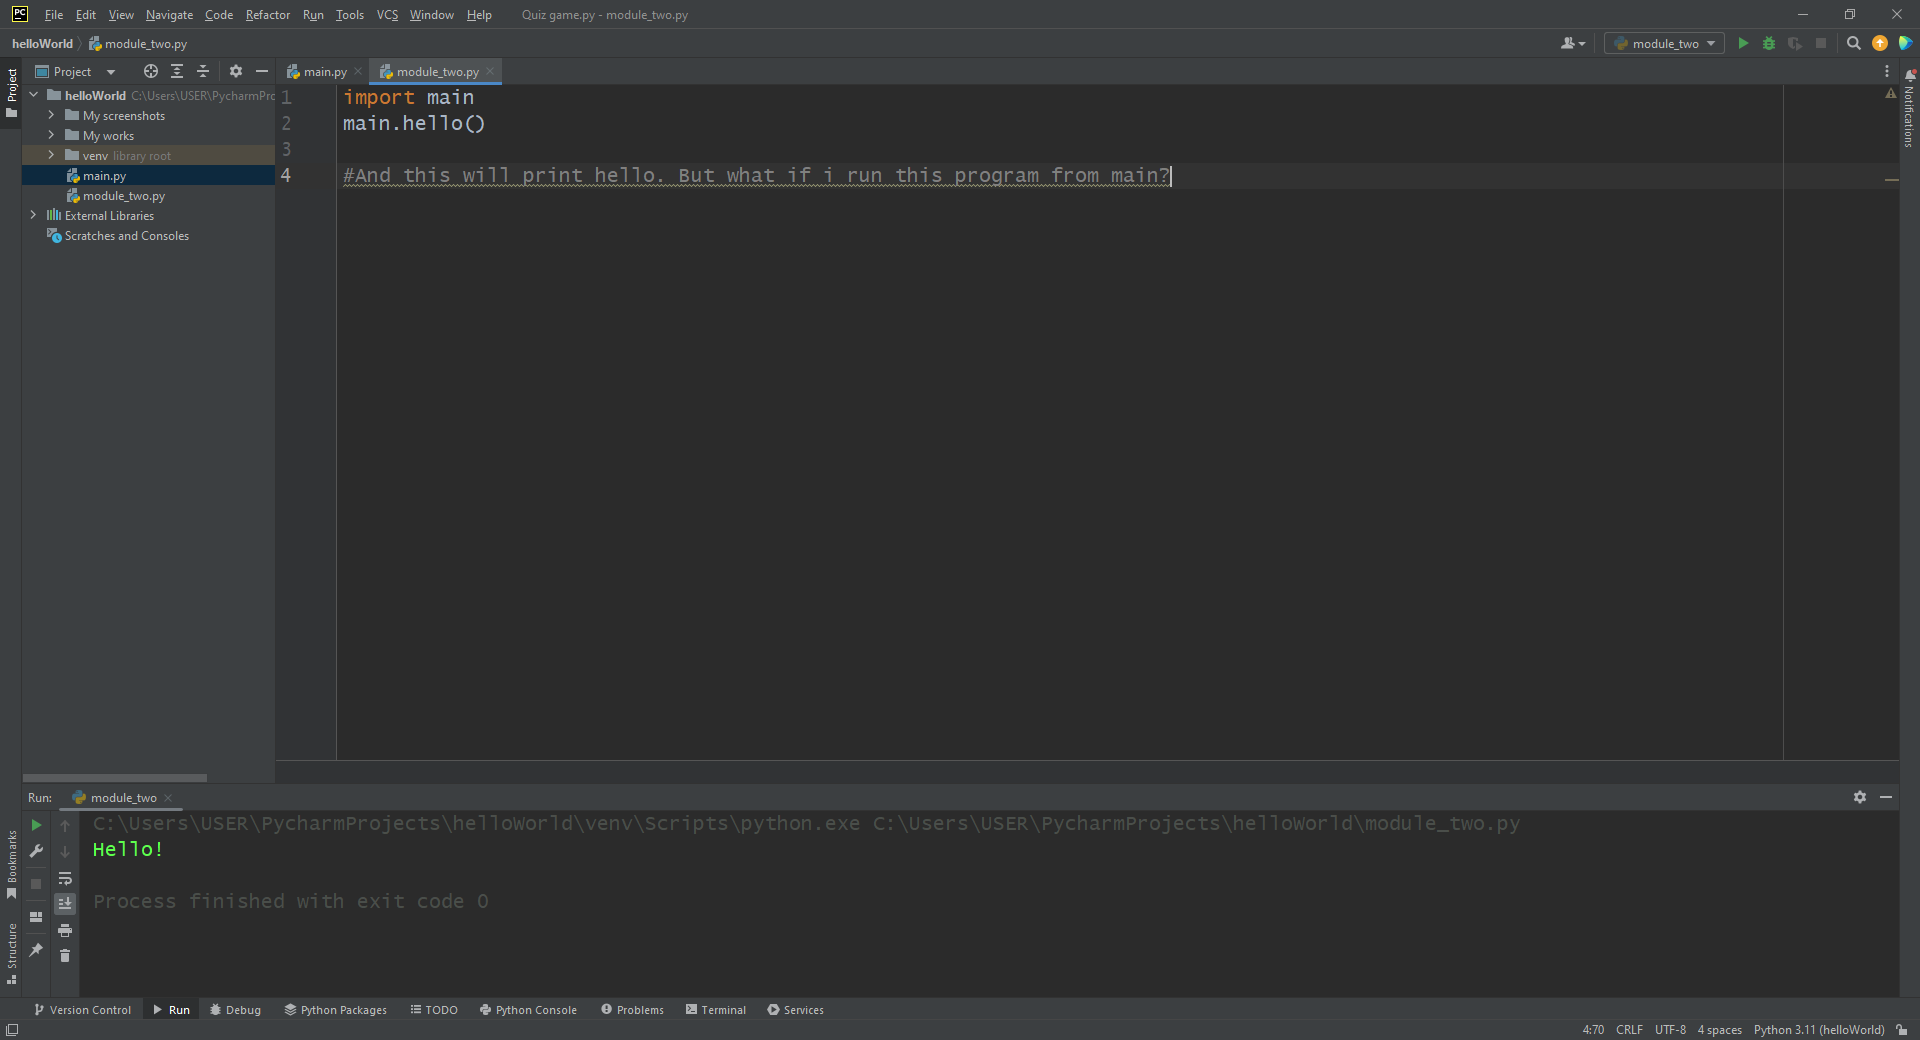 PC File Edit View Navigate Code Refactor Run Tools VCS Window Help Quiz game.py - module_two.py
helloWorld module_two.py module_two
Project main.py module_two.py
Project
helloWorld C:\Users\USER\PycharmPro
My screenshots
My works
venv library root
main.py
module_two.py
External Libraries
Scratches and Consoles
1 import main
2 main.hello()
3
4 #And this will print hello. But what if i run this program from main?
Notifications
Run: module_two
C:\Users\USER\PycharmProjects\helloWorld\venv\Scripts\python.exe C:\Users\USER\PycharmProjects\helloWorld\module_two.py
Hello!
Process finished with exit code 0
Bookmarks
Structure
Version Control Run Debug Python Packages TODO Python Console Problems Terminal Services
4:70 CRLF UTF-8 4 spaces Python 3.11 (helloWorld)